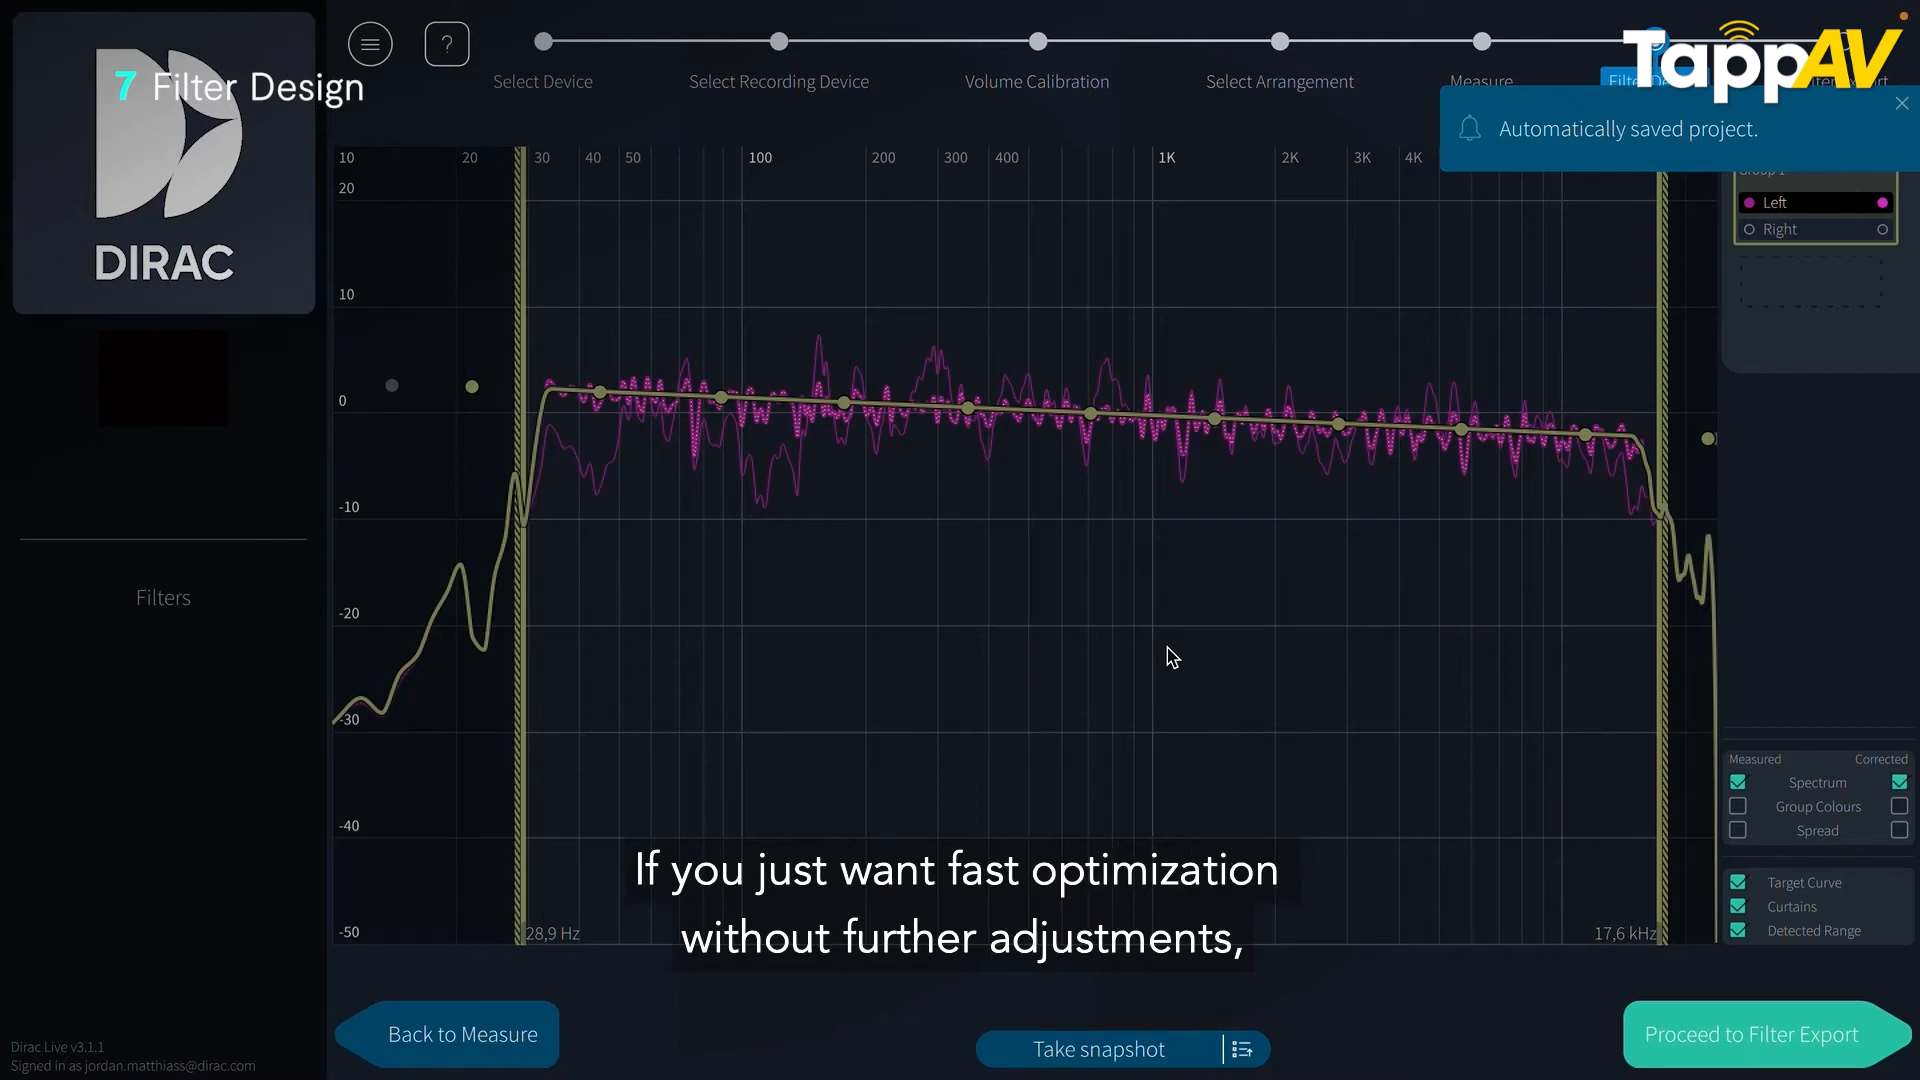 7 Filter Design
DIRAC
?
TappAV
Select Device
Select Recording Device
Volume Calibration
Select Arrangement
Measure
Automatically saved project.
10
20
30
40
50
100
200
300
400
1K
2K
3K
4K
20
10
0
-10
-20
-30
-40
-50
Group 1
Left
Right
Filters
28,9 Hz
17,6 kHz
Measured
Corrected
Spectrum
Group Colours
Spread
Target Curve
Curtains
Detected Range
If you just want fast optimization
without further adjustments,
Back to Measure
Take snapshot
Proceed to Filter Export
Dirac Live v3.1.1
Signed in as jordan.matthiass@dirac.com